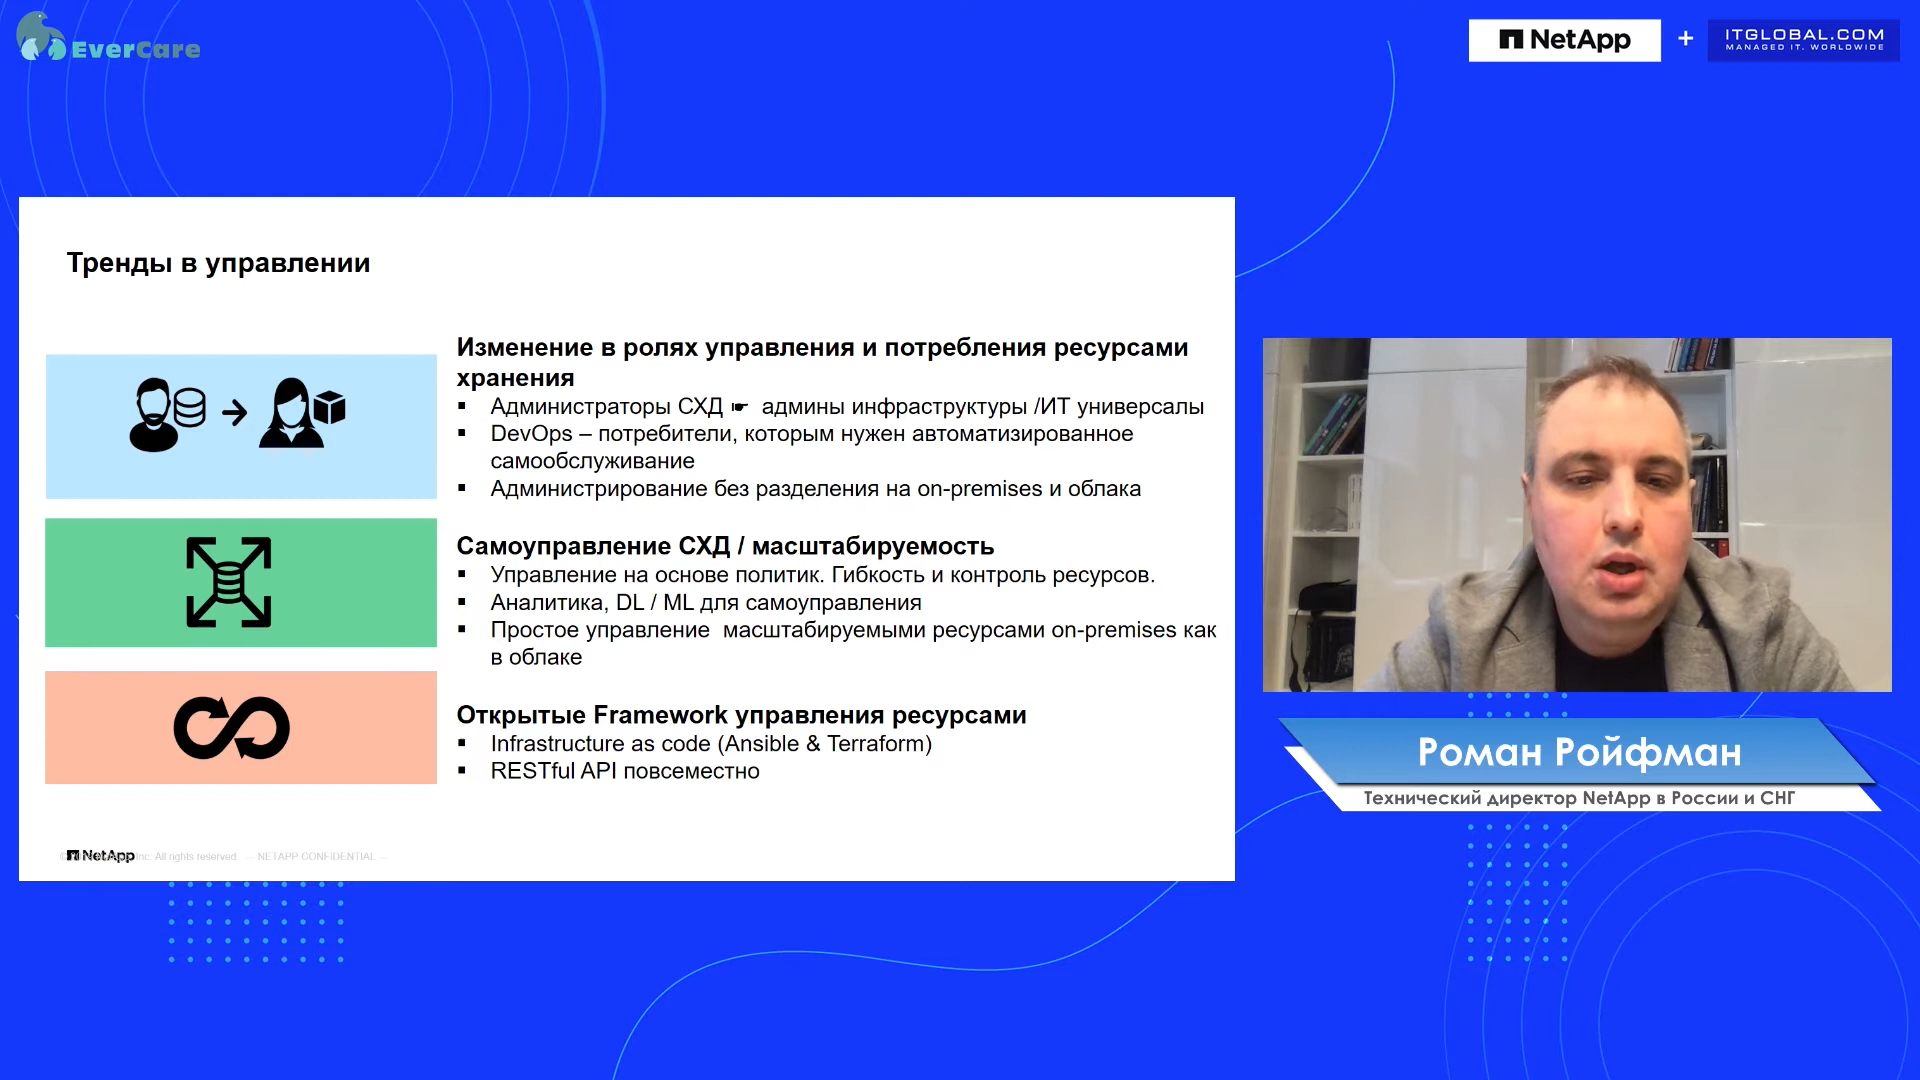 EverCare
NetApp + ITGLOBAL.COM
MANAGED IT. WORLDWIDE
Тренды в управлении
Изменение в ролях управления и потребления ресурсами
хранения
▪ Администраторы СХД ☛ админы инфраструктуры /ИТ универсалы
▪ DevOps – потребители, которым нужен автоматизированное
самообслуживание
▪ Администрирование без разделения на on-premises и облака
Самоуправление СХД / масштабируемость
▪ Управление на основе политик. Гибкость и контроль ресурсов.
▪ Аналитика, DL / ML для самоуправления
▪ Простое управление масштабируемыми ресурсами on-premises как
в облаке
Открытые Framework управления ресурсами
▪ Infrastructure as code (Ansible & Terraform)
▪ RESTful API повсеместно
NetApp Inc. All rights reserved. — NETAPP CONFIDENTIAL —
Роман Ройфман
Технический директор NetApp в России и СНГ